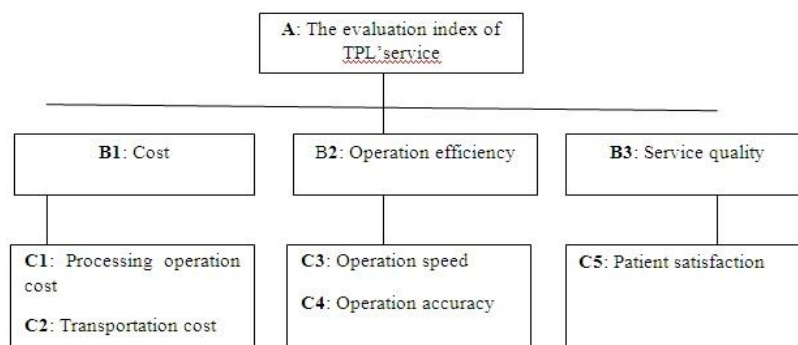 A: The evaluation index of
TPL’service
B1: Cost
B2: Operation efficiency
B3: Service quality
C1: Processing operation
cost
C2: Transportation cost
C3: Operation speed
C4: Operation accuracy
C5: Patient satisfaction